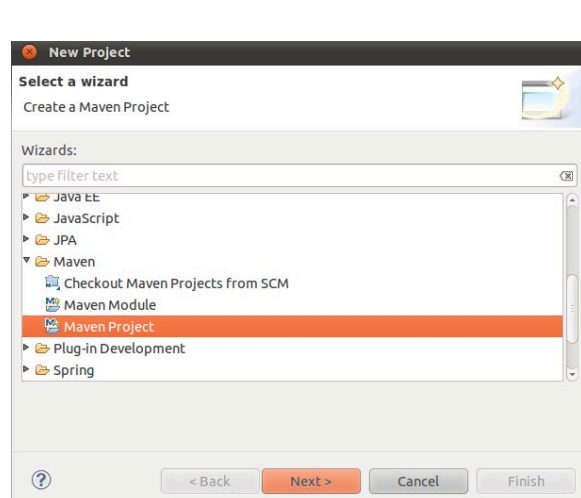 New Project
Select a wizard
Create a Maven Project
Wizards:
type filter text
Java EE
JavaScript
JPA
Maven
Checkout Maven Projects from SCM
Maven Module
Maven Project
Plug-in Development
Spring
< Back Next > Cancel Finish